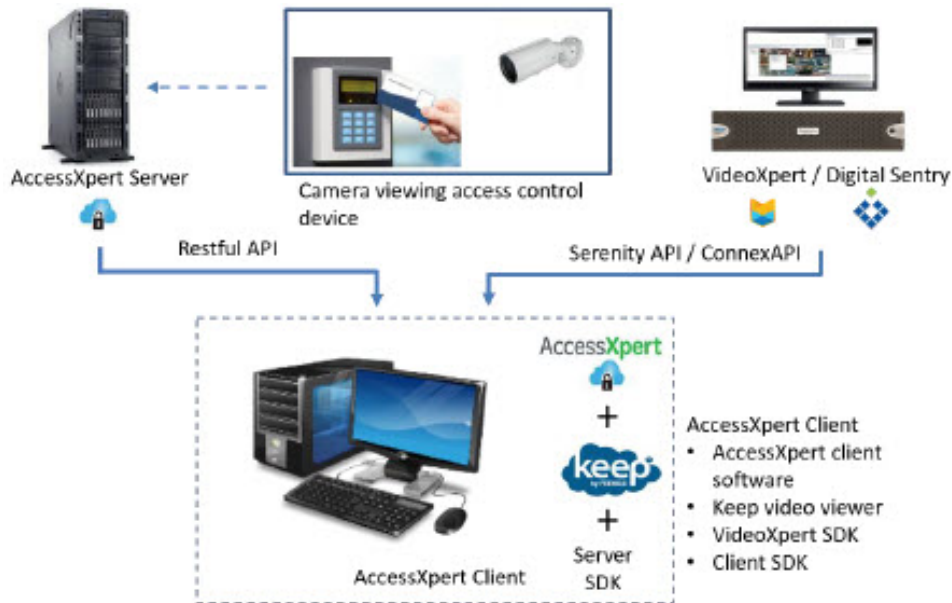 AccessXpert Server
Camera viewing access control
device
VideoXpert / Digital Sentry
Restful API
Serenity API / ConnexAPI
AccessXpert
+
keep
+
Server
SDK
AccessXpert Client
AccessXpert Client
• AccessXpert client
software
• Keep video viewer
• VideoXpert SDK
• Client SDK